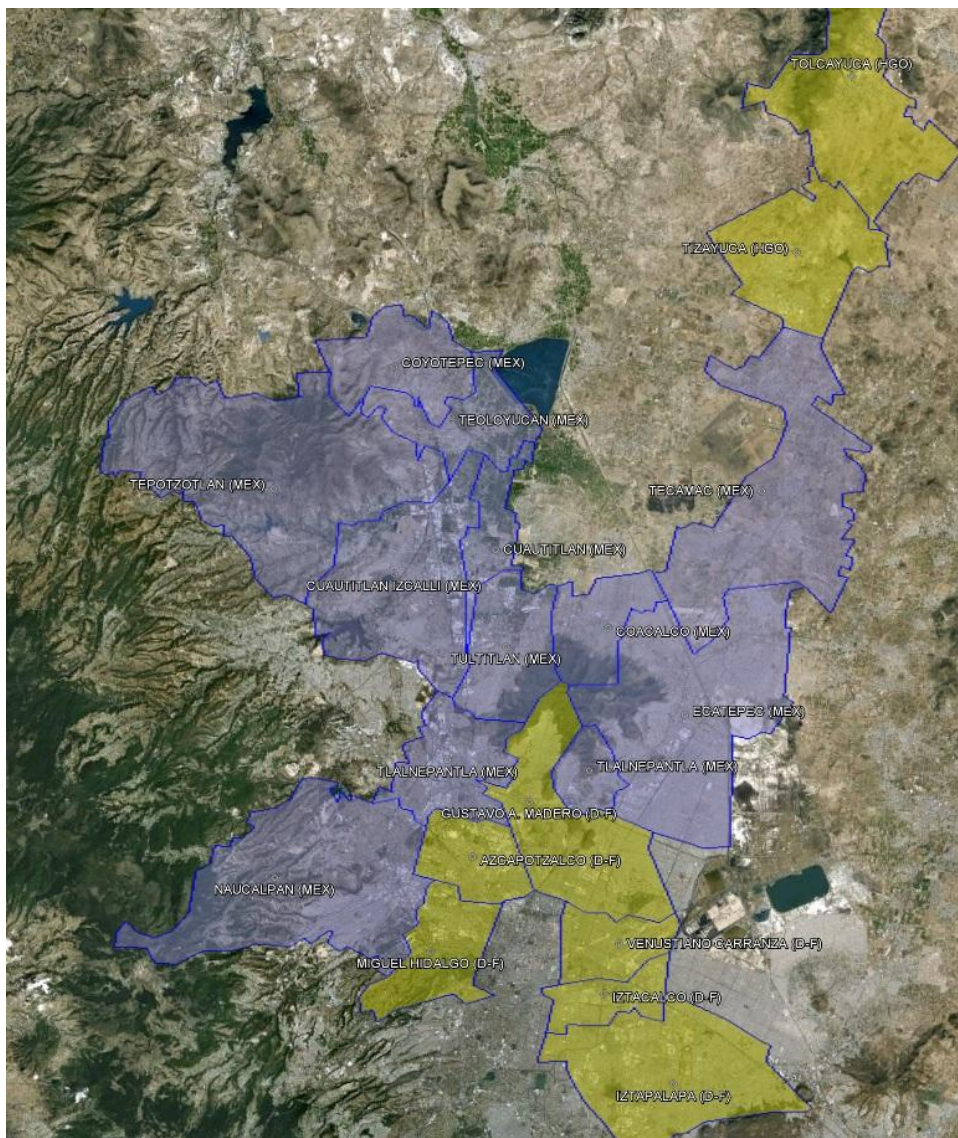 TOLCAYUCA (HGO)
TIZAYUCA (HGO)
COYOTEPEC (MEX)
TEOLOYUCAN (MEX)
TEPOTZOTLAN (MEX)
TECAMAC (MEX)
CUAUTITLAN (MEX)
CUAUTITLAN IZCALLI (MEX)
COACALCO (MEX)
TULTITLAN (MEX)
ECATEPEC (MEX)
TLALNEPANTLA (MEX)
TLALNEPANTLA (MEX)
GUSTAVO A. MADERO (D-F)
AZCAPOTZALCO (D-F)
NAUCALPAN (MEX)
VENUSTIANO CARRANZA (D-F)
MIGUEL HIDALGO (D-F)
IZTACALCO (D-F)
IZTAPALAPA (D-F)